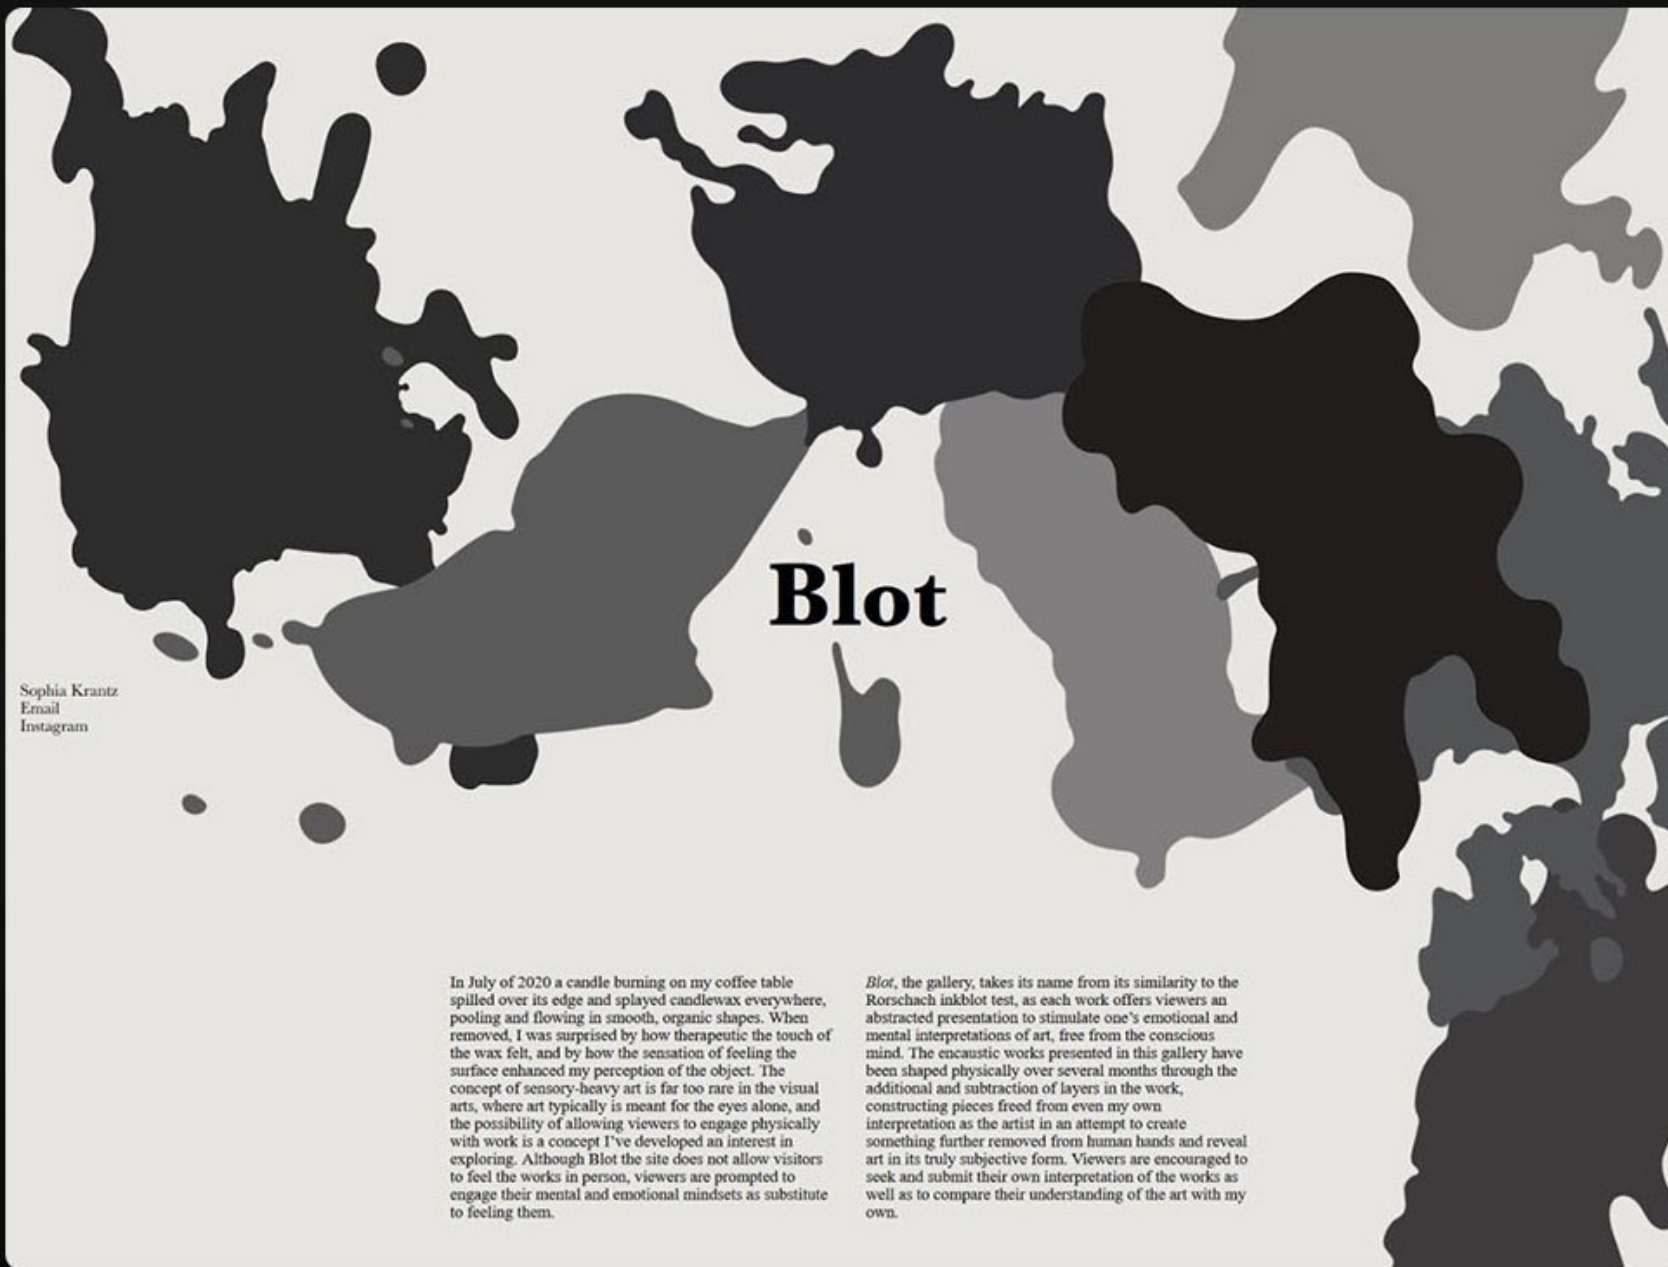 Blot
Sophia Krantz
Email
Instagram
In July of 2020 a candle burning on my coffee table
spilled over its edge and splayed candlewax everywhere,
pooling and flowing in smooth, organic shapes. When
removed, I was surprised by how therapeutic the touch of
the wax felt, and by how the sensation of feeling the
surface enhanced my perception of the object. The
concept of sensory-heavy art is far too rare in the visual
arts, where art typically is meant for the eyes alone, and
the possibility of allowing viewers to engage physically
with work is a concept I've developed an interest in
exploring. Although Blot the site does not allow visitors
to feel the works in person, viewers are prompted to
engage their mental and emotional mindsets as substitute
to feeling them.
Blot, the gallery, takes its name from its similarity to the
Rorschach inkblot test, as each work offers viewers an
abstracted presentation to stimulate one's emotional and
mental interpretations of art, free from the conscious
mind. The encaustic works presented in this gallery have
been shaped physically over several months through the
additional and subtraction of layers in the work,
constructing pieces freed from even my own
interpretation as the artist in an attempt to create
something further removed from human hands and reveal
art in its truly subjective form. Viewers are encouraged to
seek and submit their own interpretation of the works as
well as to compare their understanding of the art with my
own.